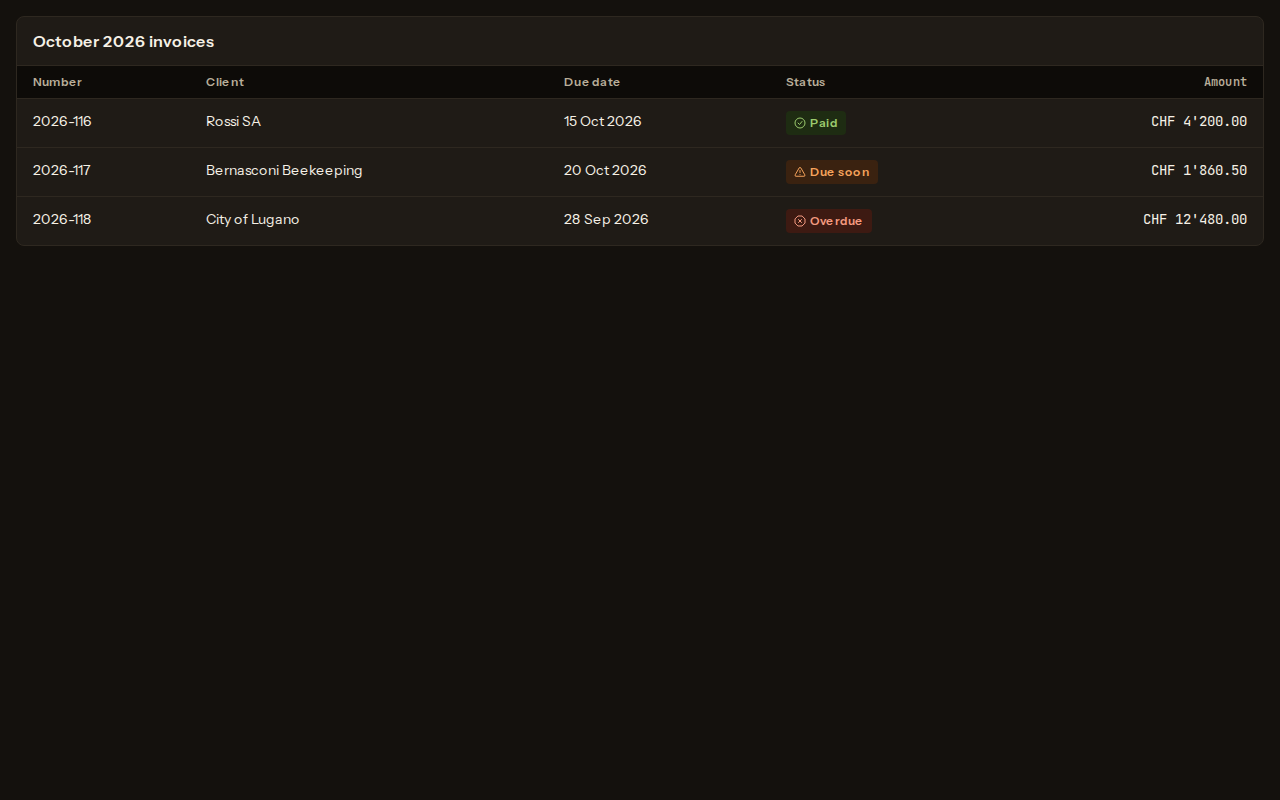 October 2026 invoices
Number Client Due date Status Amount
2026-116 Rossi SA 15 Oct 2026 Paid CHF 4'200.00
2026-117 Bernasconi Beekeeping 20 Oct 2026 Due soon CHF 1'860.50
2026-118 City of Lugano 28 Sep 2026 Overdue CHF 12'480.00